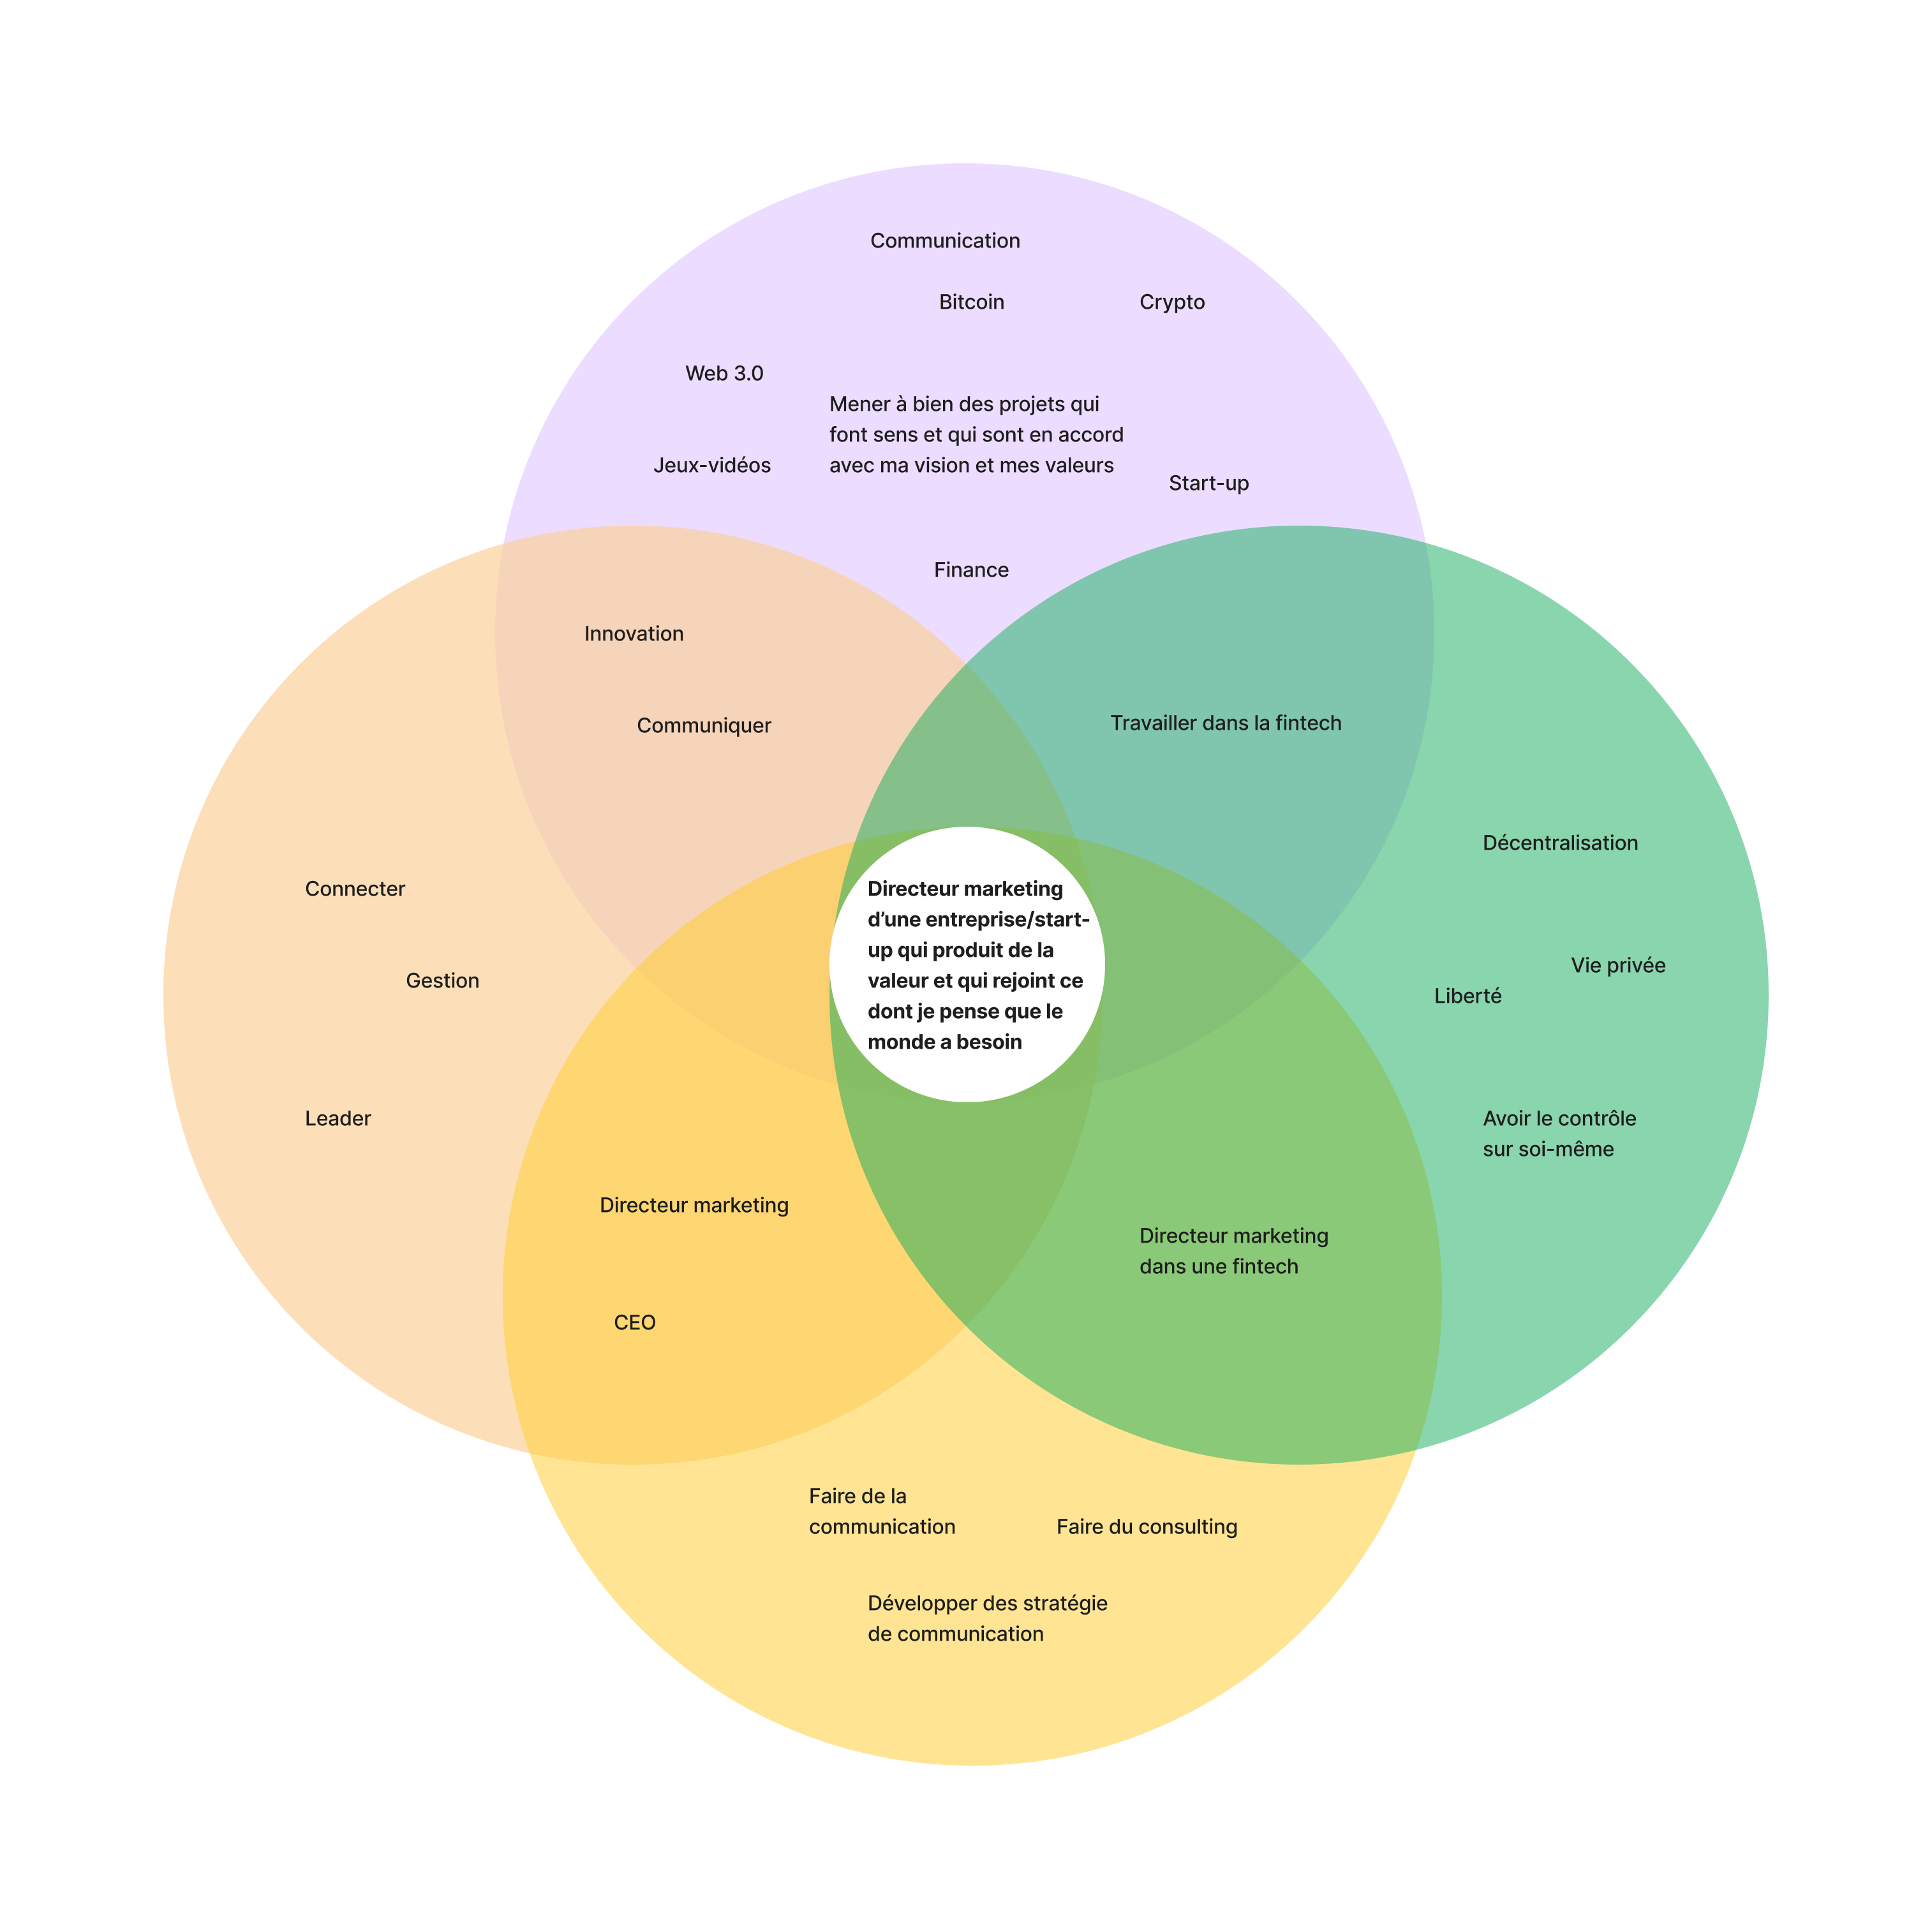 Communication
Bitcoin
Crypto
Web 3.0
Mener à bien des projets qui
font sens et qui sont en accord
avec ma vision et mes valeurs
Jeux-vidéos
Start-up
Finance
Innovation
Communiquer
Travailler dans la fintech
Décentralisation
Connecter
Directeur marketing
d’une entreprise/start-
up qui produit de la
valeur et qui rejoint ce
dont je pense que le
monde a besoin
Vie privée
Gestion
Liberté
Leader
Avoir le contrôle
sur soi-même
Directeur marketing
Directeur marketing
dans une fintech
CEO
Faire de la
communication
Faire du consulting
Développer des stratégie
de communication